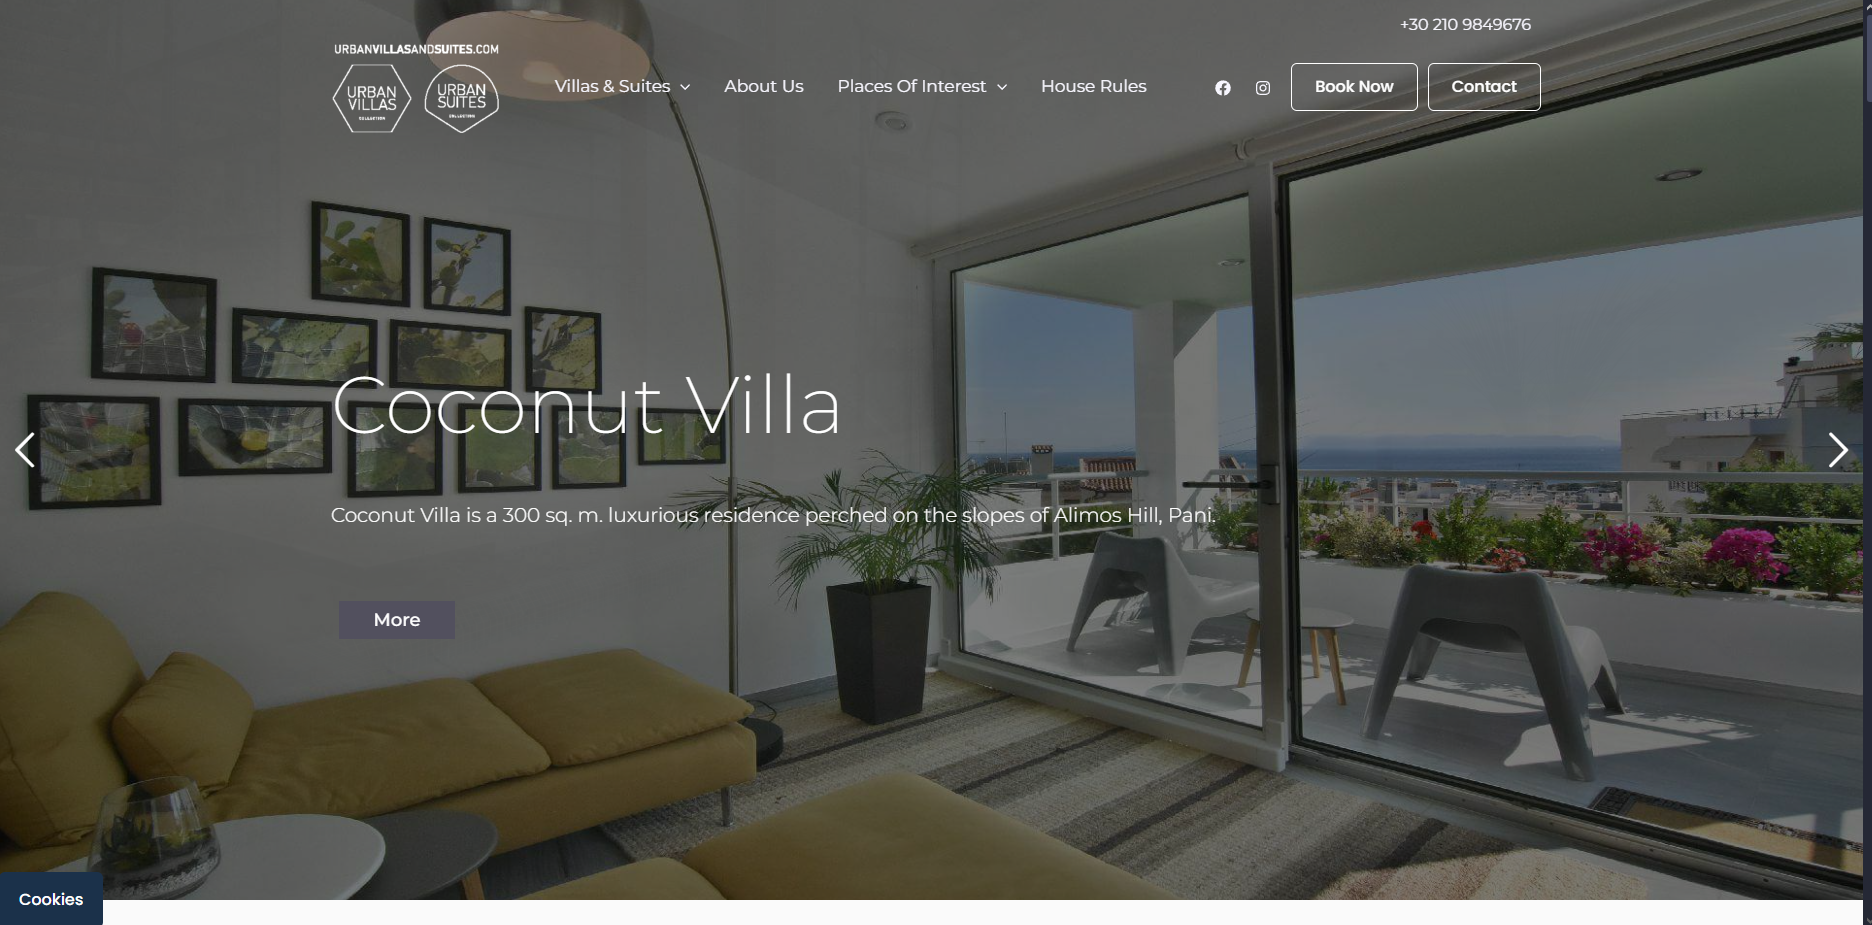 +30 210 9849676
URBANVILLASANDSUITES.COM
URBAN
VILLAS
COLLECTION
URBAN
SUITES
COLLECTION
Villas & Suites
About Us
Places Of Interest
House Rules
Book Now
Contact
Coconut Villa
Coconut Villa is a 300 sq. m. luxurious residence perched on the slopes of Alimos Hill, Pani.
More
Cookies